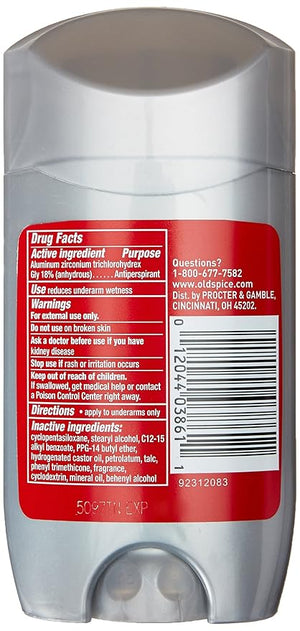 Drug Facts
Active ingredient Purpose
Aluminum zirconium trichlorohydrex
Gly 18% (anhydrous)..... Antiperspirant
Use reduces underarm wetness
Warnings
For external use only.
Do not use on broken skin
Ask a doctor before use if you have
kidney disease
Stop use if rash or irritation occurs
Keep out of reach of children.
If swallowed, get medical help or contact
a Poison Control Center right away.
Directions • apply to underarms only
Inactive ingredients:
cyclopentasiloxane, stearyl alcohol, C12-15
alkyl benzoate, PPG-14 butyl ether,
hydrogenated castor oil, petrolatum, talc,
phenyl trimethicone, fragrance,
cyclodextrin, mineral oil, behenyl alcohol
Questions?
1-800-677-7582
www.oldspice.com
Dist. by PROCTER & GAMBLE,
CINCINNATI, OH 45202.
0 12044 03861 1
92312083
EXP